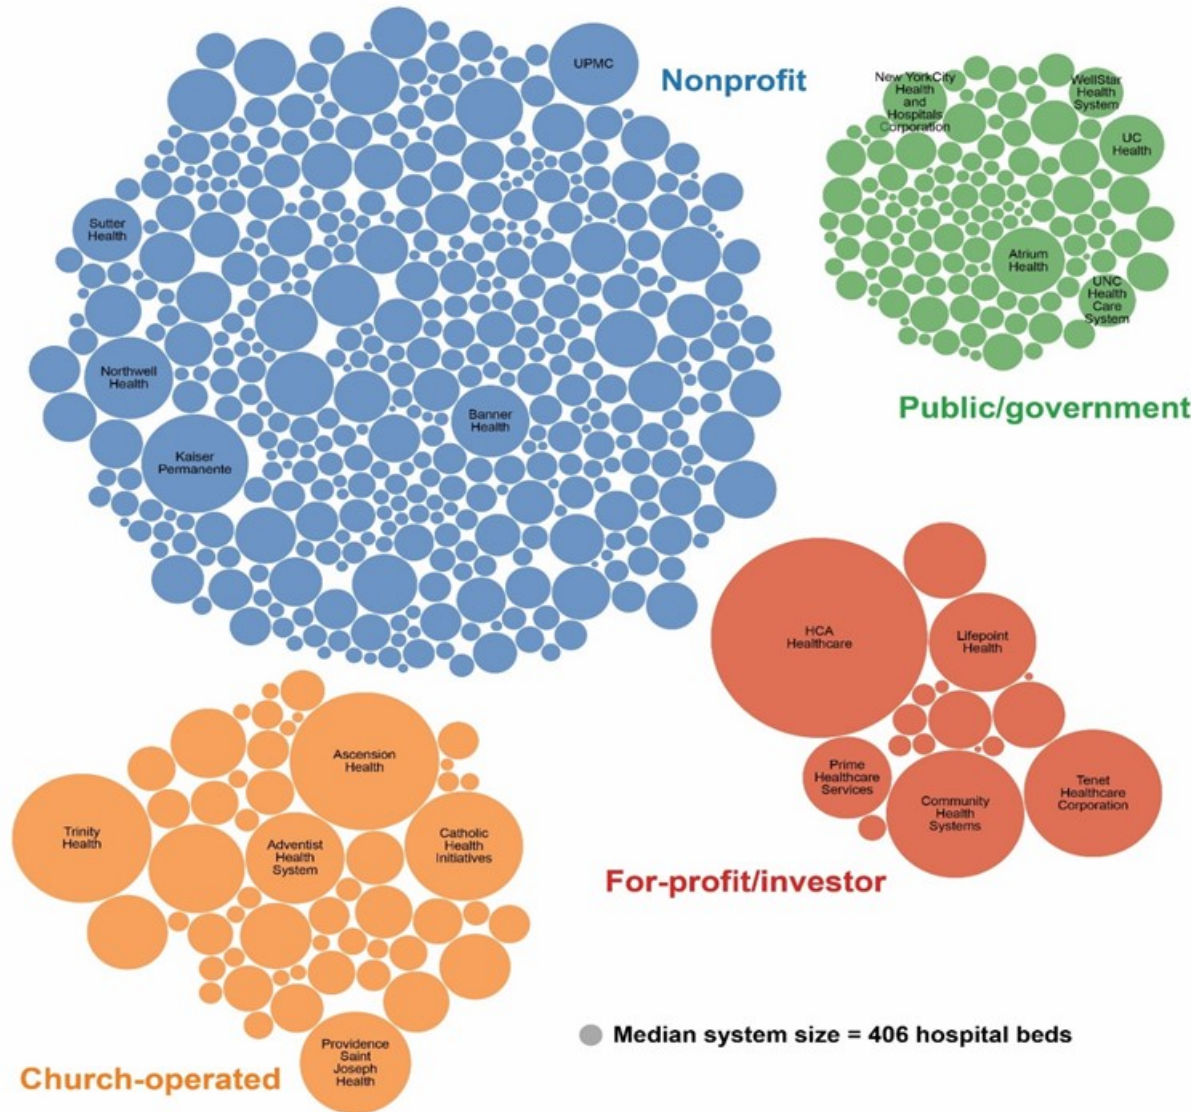 UPMC
Nonprofit
New YorkCity
Health
and
Hospitals
Corporation
WellStar
Health
System
UC
Health
Sutter
Health
Atrium
Health
UNC
Health
Care
System
Northwell
Health
Public/government
Banner
Health
Kaiser
Permanente
HCA
Healthcare
Lifepoint
Health
Ascension
Health
Prime
Healthcare
Services
Tenet
Healthcare
Corporation
Community
Health
Systems
Trinity
Health
Adventist
Health
System
Catholic
Health
Initiatives
For-profit/investor
Median system size = 406 hospital beds
Providence
Saint
Joseph
Health
Church-operated